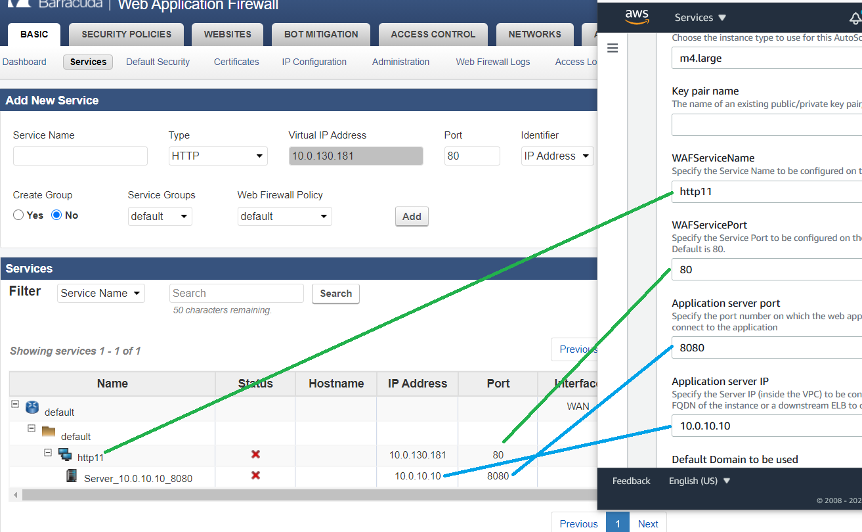 Barracuda | Web Application Firewall
BASIC SECURITY POLICIES WEBSITES BOT MITIGATION ACCESS CONTROL NETWORKS
Dashboard Services Default Security Certificates IP Configuration Administration Web Firewall Logs Access Lo
Add New Service
Service Name Type Virtual IP Address Port Identifier
HTTP 10.0.130.181 80 IP Address
Create Group Service Groups Web Firewall Policy
Yes No default default Add
Services
Filter Service Name Search Search
50 characters remaining
Showing services 1 - 1 of 1
Previous
Name Status Hostname IP Address Port Interface
default WAN
default
http11 10.0.130.181 80
Server_10.0.10.10_8080 10.0.10.10 8080
Previous 1 Next
aws Services
Choose the instance type to use for this AutoSc
m4.large
Key pair name
The name of an existing public/private key pair
WAFServiceName
Specify the Service Name to be configured on t
http11
WAFServicePort
Specify the Service Port to be configured on the
Default is 80.
80
Application server port
Specify the port number on which the web app
connect to the application
8080
Application server IP
Specify the Server IP (inside the VPC) to be con
FQDN of the instance or a downstream ELB to
10.0.10.10
Default Domain to be used
Feedback English (US)
© 2008 - 202